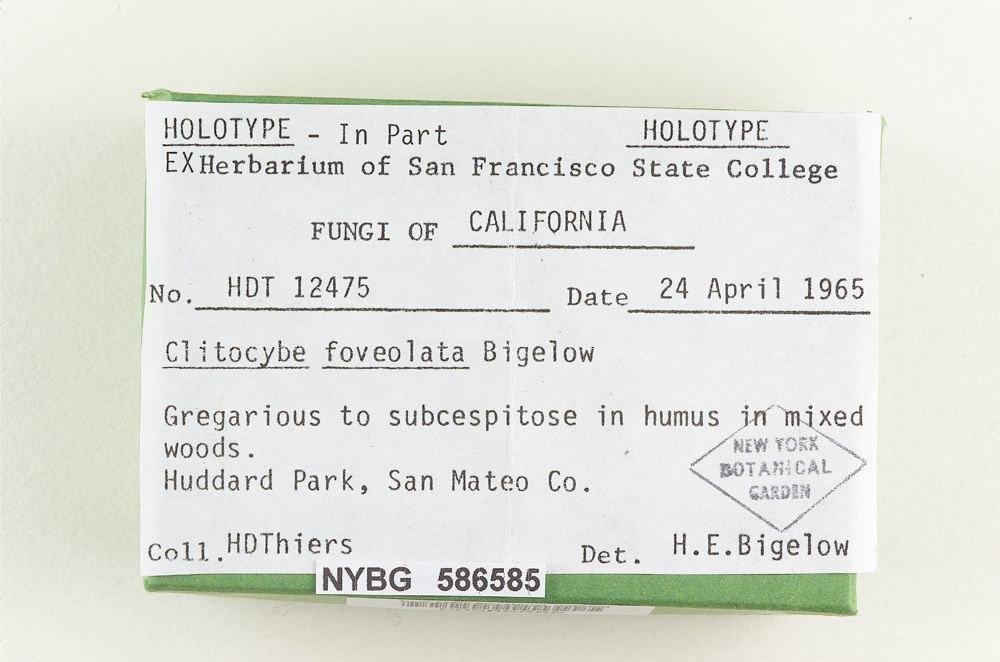 HOLOTYPE - In Part HOLOTYPE
EX Herbarium of San Francisco State College
FUNGI OF CALIFORNIA
No. HDT 12475 Date 24 April 1965
Clitocybe foveolata Bigelow
Gregarious to subcespitose in humus in mixed
woods.
Huddard Park, San Mateo Co.
NEW YORK
BOTANICAL
GARDEN
Coll. HDThiers Det. H.E.Bigelow
NYBG 586585